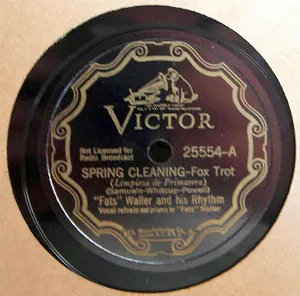 VICTOR
Not Licensed for
Radio Broadcast
25554-A
SPRING CLEANING-Fox Trot
(Limpieza de Primavera)
(Samuels-Whitcup-Powell)
"Fats" Waller and his Rhythm
Vocal refrain and piano by "Fats" Waller